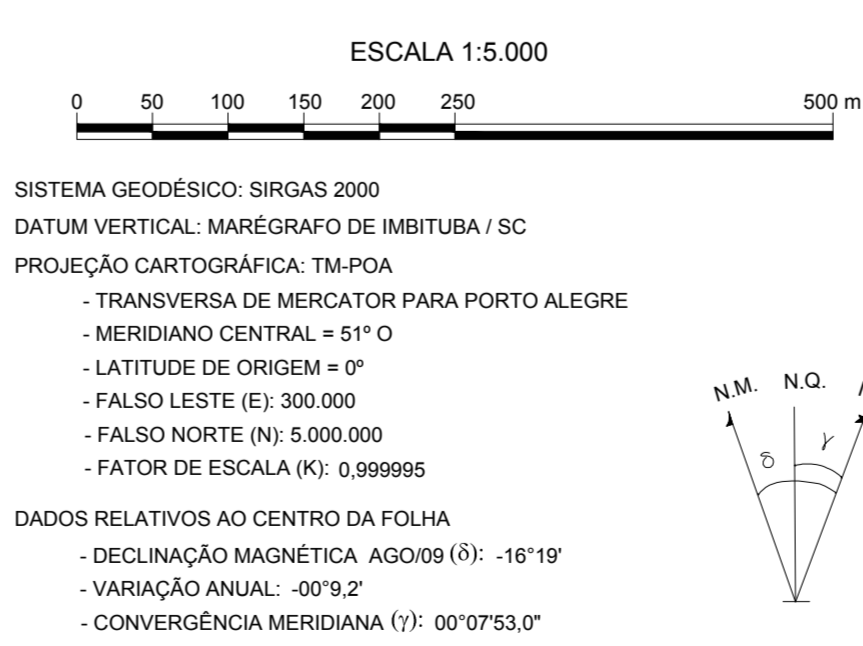 ESCALA 1:5.000
0 50 100 150 200 250 500 m
SISTEMA GEODÉSICO: SIRGAS 2000
DATUM VERTICAL: MARÉGRAFO DE IMBITUBA / SC
PROJEÇÃO CARTOGRÁFICA: TM-POA
- TRANSVERSA DE MERCATOR PARA PORTO ALEGRE
- MERIDIANO CENTRAL = 51º O
- LATITUDE DE ORIGEM = 0º
- FALSO LESTE (E): 300.000
- FALSO NORTE (N): 5.000.000
- FATOR DE ESCALA (K): 0,999995
N.M. N.Q.
δ γ
DADOS RELATIVOS AO CENTRO DA FOLHA
- DECLINAÇÃO MAGNÉTICA AGO/09 (δ): -16°19'
- VARIAÇÃO ANUAL: -00°9,2'
- CONVERGÊNCIA MERIDIANA (γ): 00°07'53,0"